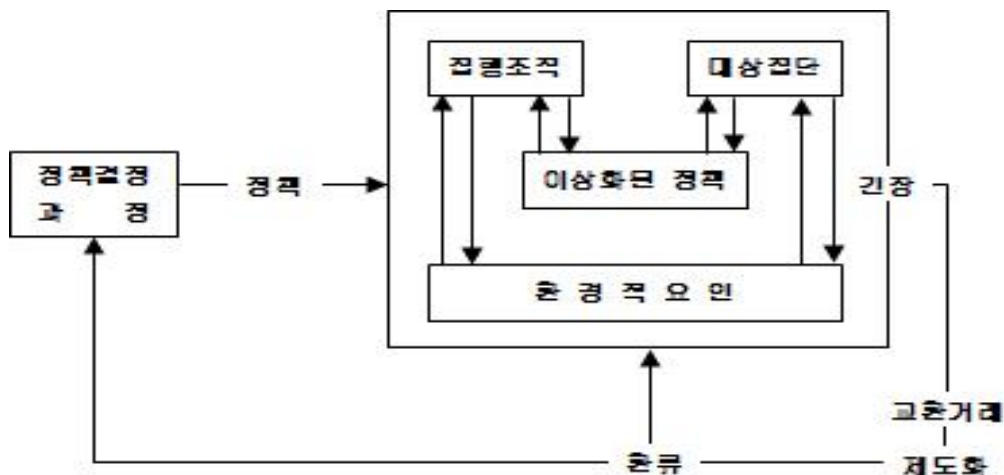 집행조직
대상집단
정책결정
과 정
정책
이상화된 정책
긴장
환 경 적 요 인
교환거래
환류
제도화